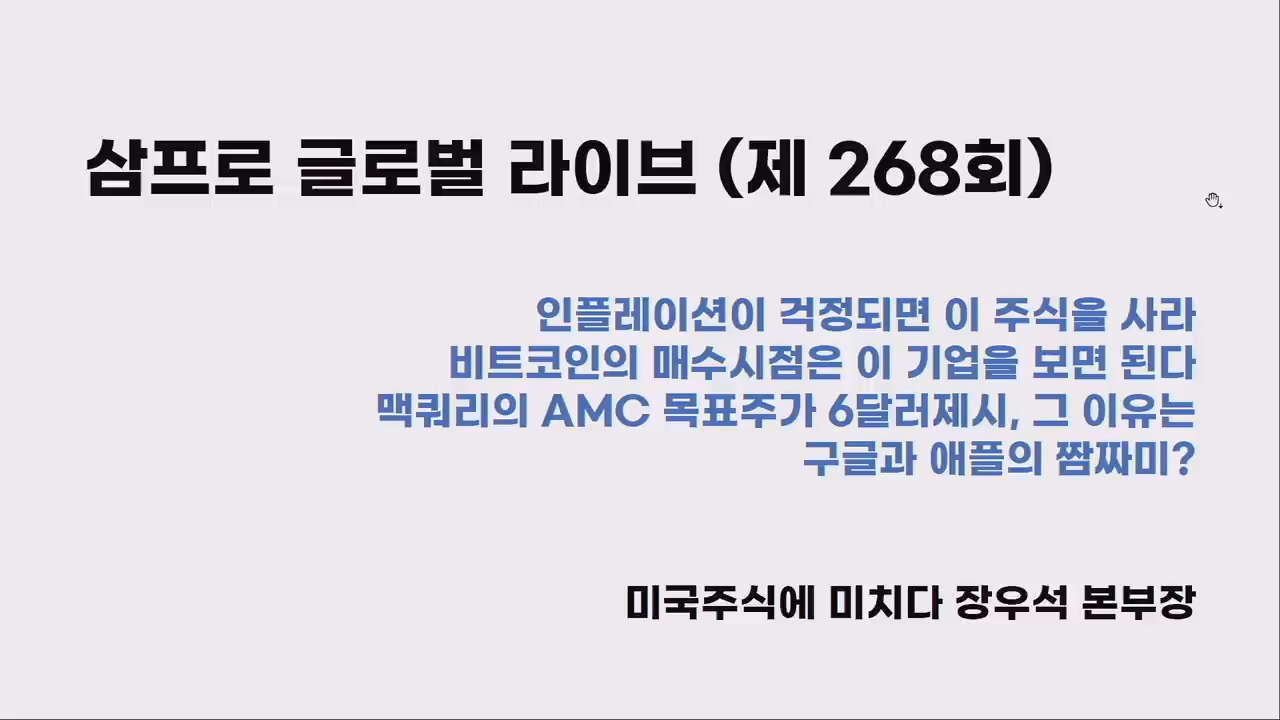 삼프로 글로벌 라이브 (제 268회)
인플레이션이 걱정되면 이 주식을 사라
비트코인의 매수시점은 이 기업을 보면 된다
맥쿼리의 AMC 목표주가 6달러제시, 그 이유는
구글과 애플의 짬짜미?
미국주식에 미치다 장우석 본부장